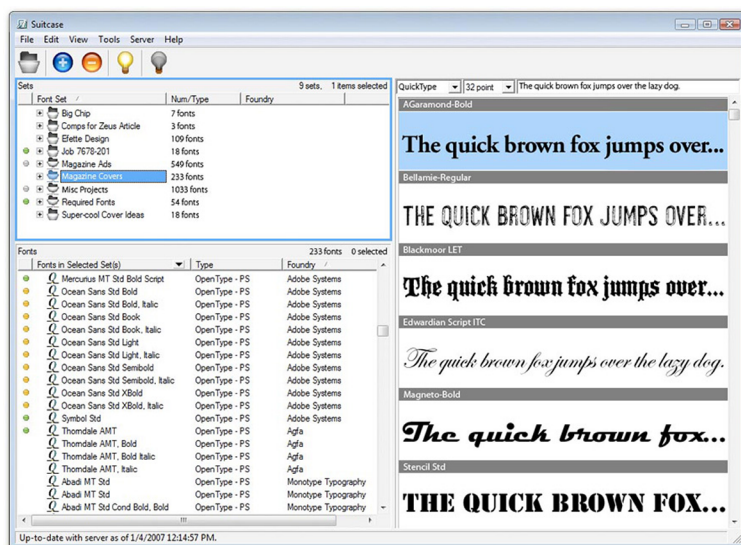 Suitcase
File Edit View Tools Server Help
Sets 9 sets, 1 items selected
Font Set Num/Type Foundry
Big Chip 7 fonts
Comps for Zeus Article 3 fonts
Efette Design 109 fonts
Job 7678-201 18 fonts
Magazine Ads 549 fonts
Magazine Covers 233 fonts
Misc Projects 1033 fonts
Required Fonts 54 fonts
Super-cool Cover Ideas 18 fonts
Fonts 233 fonts 0 selected
Fonts in Selected Set(s) Type Foundry
Mercurius MT Std Bold Script OpenType - PS Adobe Systems
Ocean Sans Std Bold OpenType - PS Adobe Systems
Ocean Sans Std Bold, Italic OpenType - PS Adobe Systems
Ocean Sans Std Book OpenType - PS Adobe Systems
Ocean Sans Std Book, Italic OpenType - PS Adobe Systems
Ocean Sans Std Light OpenType - PS Adobe Systems
Ocean Sans Std Light, Italic OpenType - PS Adobe Systems
Ocean Sans Std Semibold OpenType - PS Adobe Systems
Ocean Sans Std Semibold, Italic OpenType - PS Adobe Systems
Ocean Sans Std XBold OpenType - PS Adobe Systems
Ocean Sans Std XBold, Italic OpenType - PS Adobe Systems
Symbol Std OpenType - PS Adobe Systems
Thorndale AMT OpenType - PS Agfa
Thorndale AMT, Bold OpenType - PS Agfa
Thorndale AMT, Bold Italic OpenType - PS Agfa
Thorndale AMT, Italic OpenType - PS Agfa
Abadi MT Std OpenType - PS Monotype Typography
Abadi MT Std OpenType - PS Monotype Typography
Abadi MT Std Cond Bold, Bold OpenType - PS Monotype Typography
Up-to-date with server as of 1/4/2007 12:14:57 PM.
QuickType 32 point The quick brown fox jumps over the lazy dog.
AGaramond-Bold
The quick brown fox jumps over...
Bellamie-Regular
THE QUICK BROWN FOX JUMPS OVER...
Blackmoor LET
The quick brown fox jumps over...
Edwardian Script ITC
The quick brown fox jumps over the lazy dog.
Magneto-Bold
The quick brown fox...
Stencil Std
THE QUICK BROWN FOX...